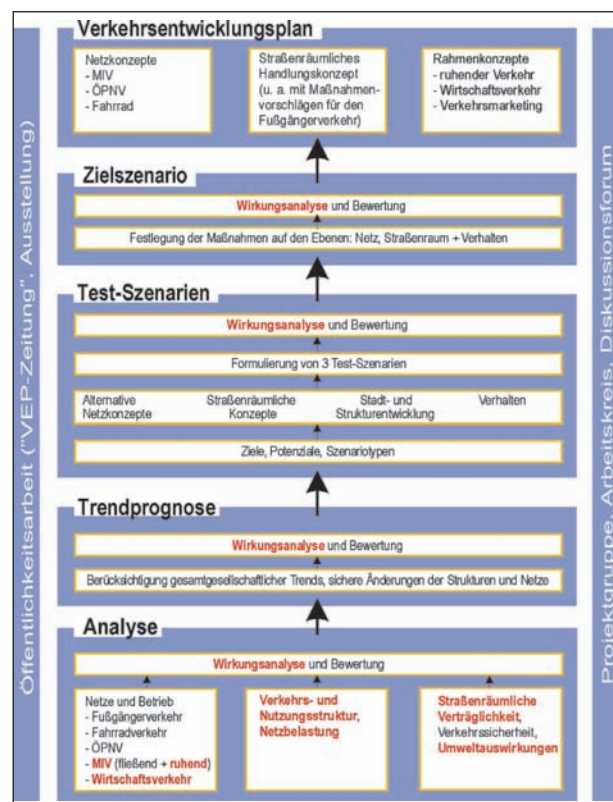 Öffentlichkeitsarbeit ("VEP-Zeitung", Ausstellung)
Verkehrsentwicklungsplan
Netzkonzepte
- MIV
- ÖPNV
- Fahrrad
Straßenräumliches
Handlungskonzept
(u. a. mit Maßnahmen-
vorschlägen für den
Fußgängerverkehr)
Rahmenkonzepte
- ruhender Verkehr
- Wirtschaftsverkehr
- Verkehrsmarketing
Zielszenario
Wirkungsanalyse und Bewertung
Festlegung der Maßnahmen auf den Ebenen: Netz, Straßenraum + Verhalten
Test-Szenarien
Wirkungsanalyse und Bewertung
Formulierung von 3 Test-Szenarien
Alternative
Netzkonzepte
Straßenräumliche
Konzepte
Stadt- und
Strukturentwicklung
Verhalten
Ziele, Potenziale, Szenariotypen
Trendprognose
Wirkungsanalyse und Bewertung
Berücksichtigung gesamtgesellschaftlicher Trends, sichere Änderungen der Strukturen und Netze
Analyse
Wirkungsanalyse und Bewertung
Netze und Betrieb
- Fußgängerverkehr
- Fahrradverkehr
- ÖPNV
- MIV (fließend + ruhend)
- Wirtschaftsverkehr
Verkehrs- und
Nutzungsstruktur,
Netzbelastung
Straßenräumliche
Verträglichkeit,
Verkehrssicherheit,
Umweltauswirkungen
Projektgruppe, Arbeitskreis, Diskussionsforum